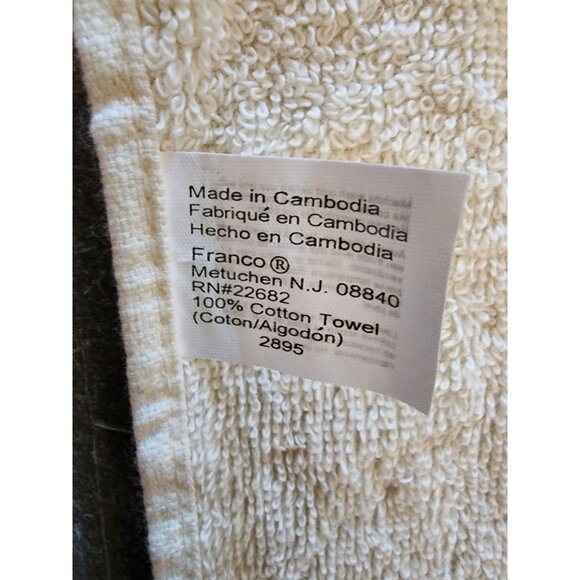 Made in Cambodia
Fabriqué en Cambodia
Hecho en Cambodia
Franco®
Metuchen N.J. 08840
RN#22682
100% Cotton Towel
(Coton/Algodón)
2895